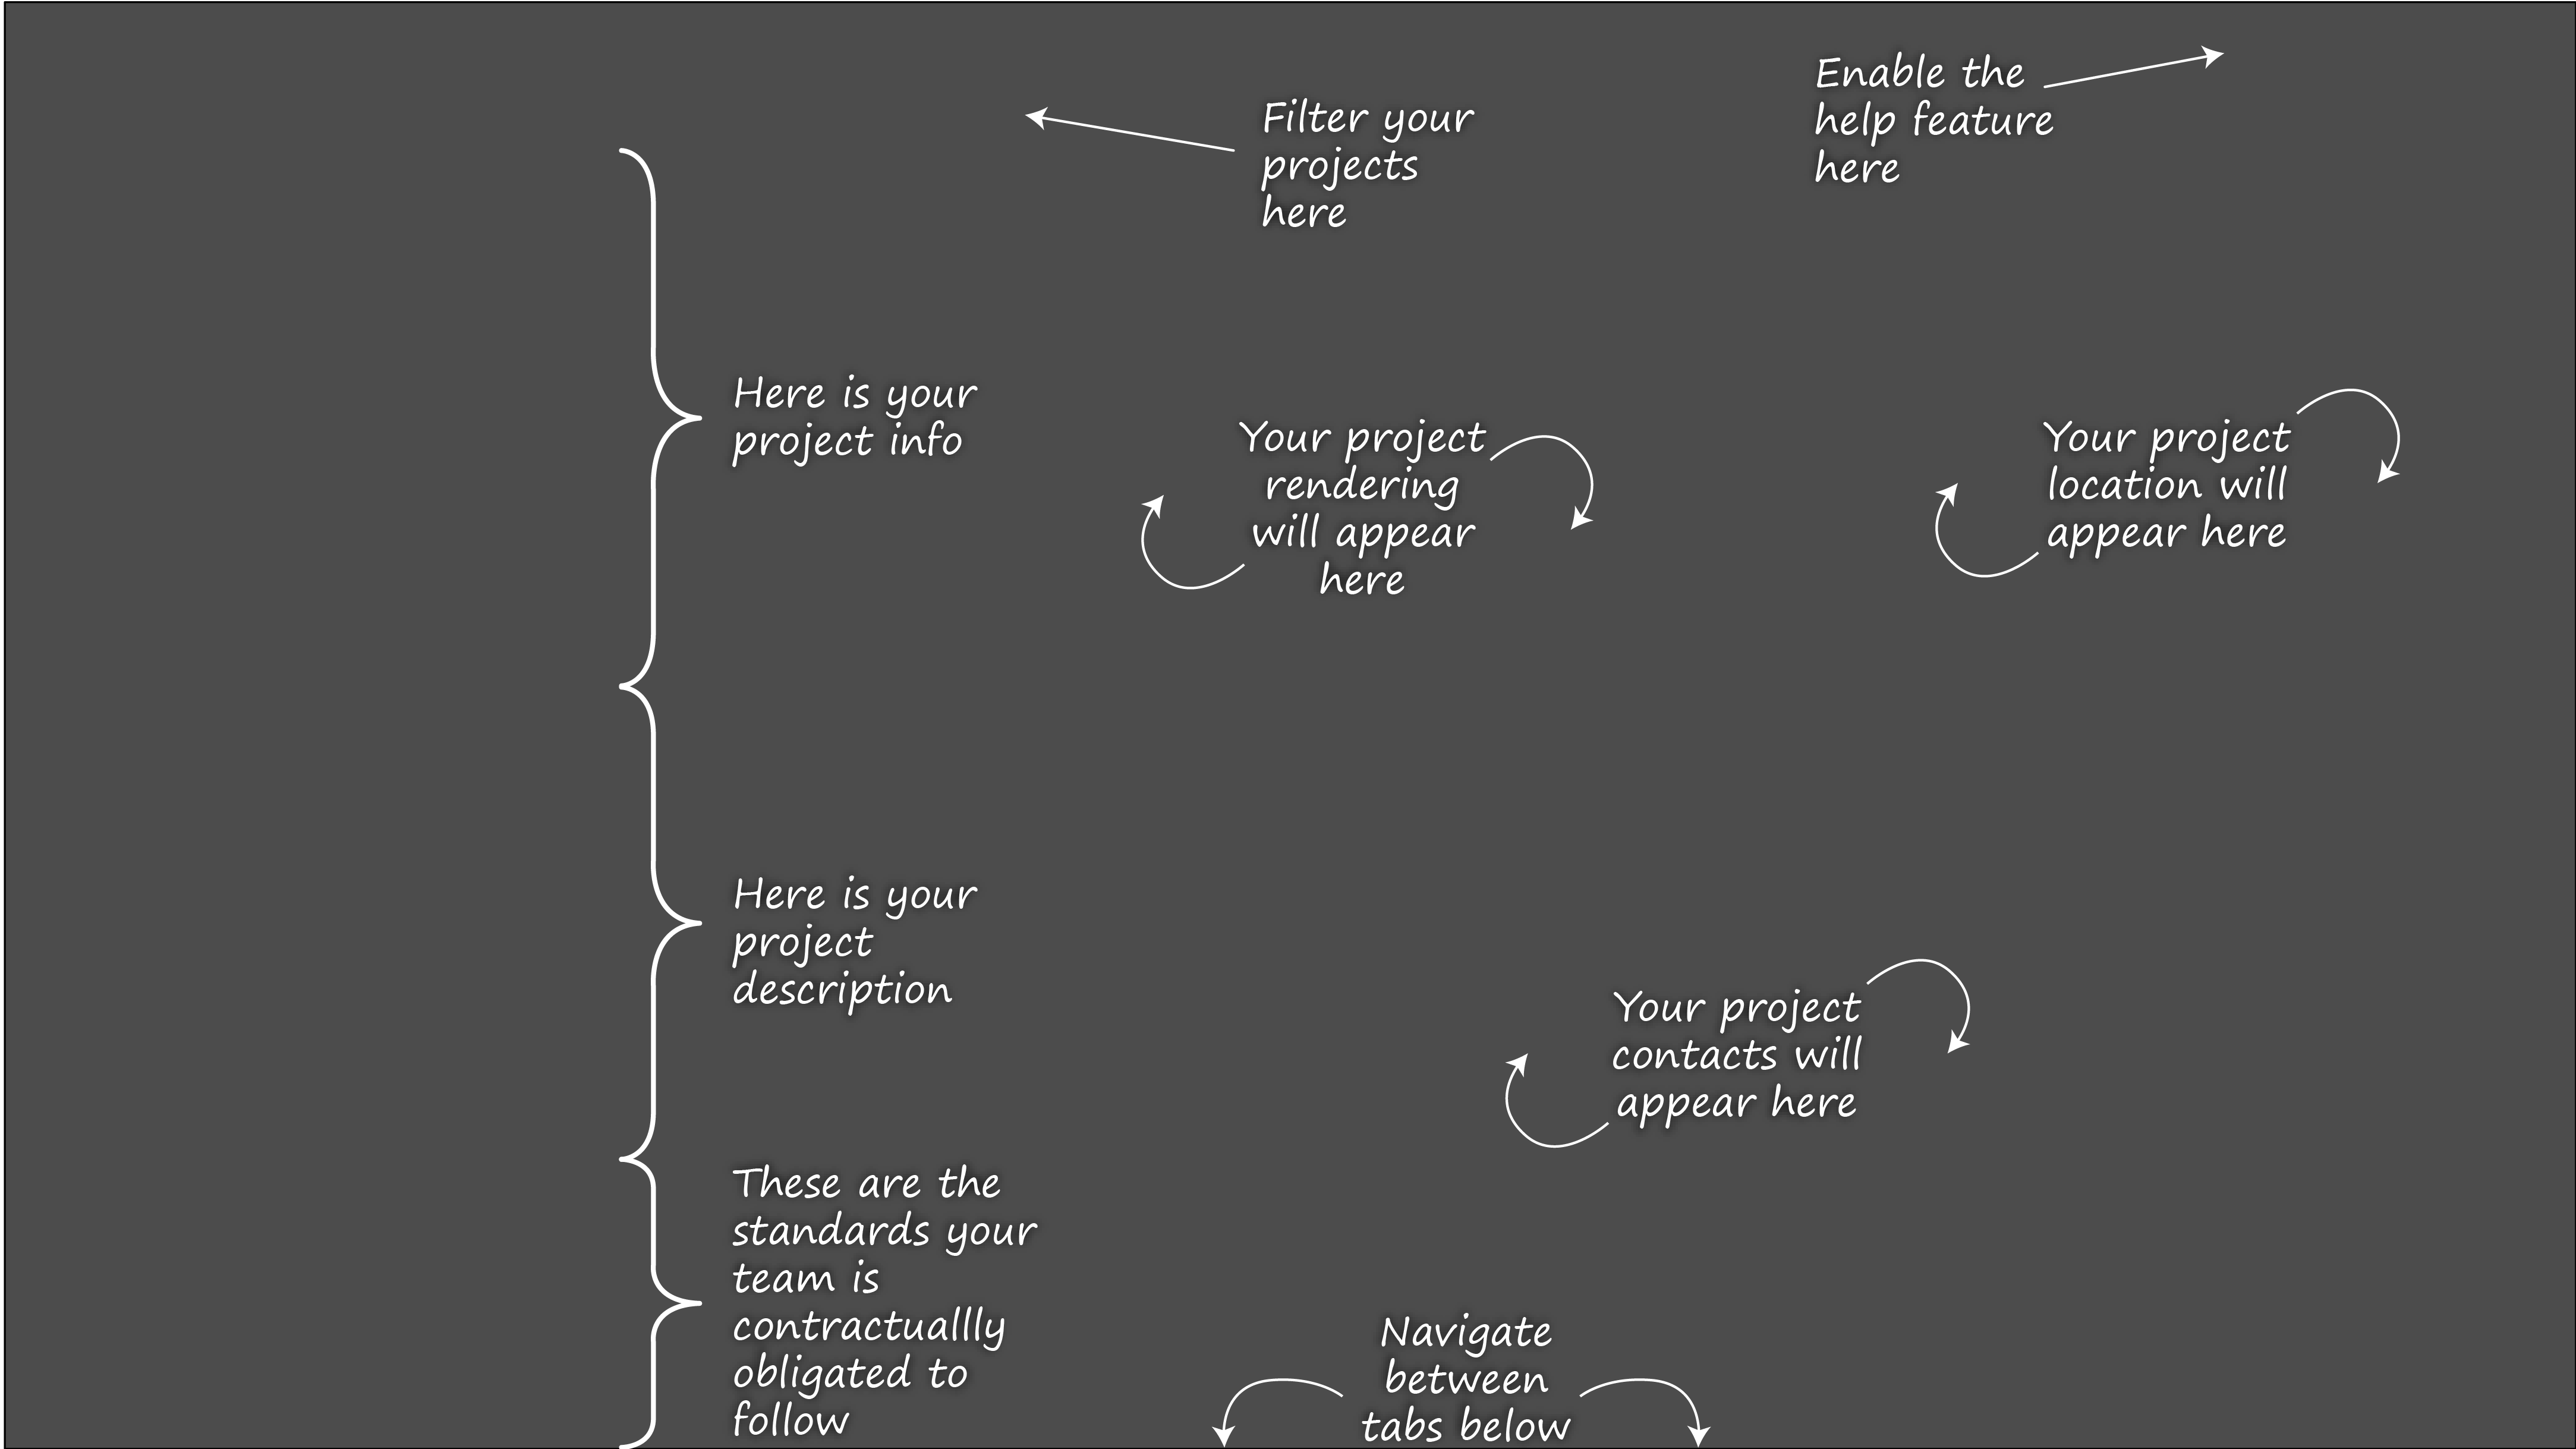 Enable the
help feature
here
Filter your
projects
here
Here is your
project info
Your project
rendering
will appear
here
Your project
location will
appear here
Here is your
project
description
Your project
contacts will
appear here
These are the
standards your
team is
contractuallly
obligated to
follow
Navigate
between
tabs below